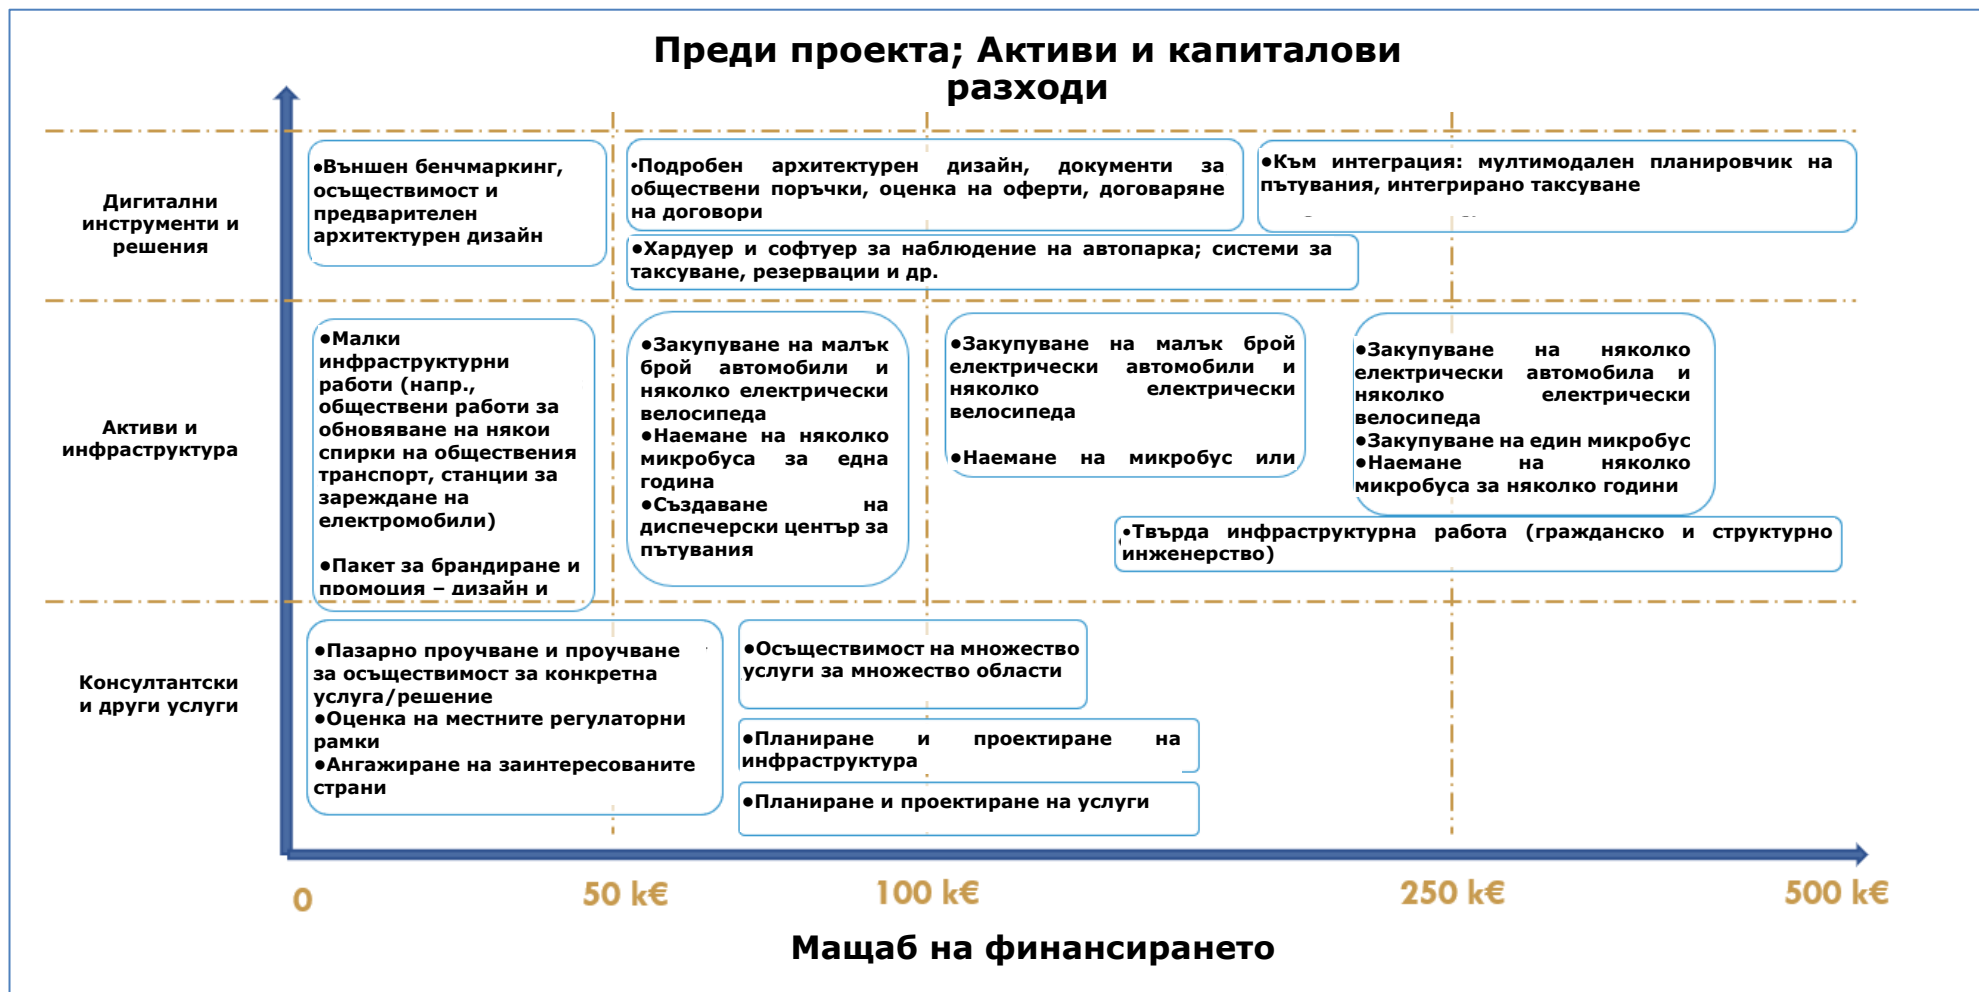 Преди проекта; Активи и капиталови
разходи
Дигитални
инструменти и
решения
●Външен бенчмаркинг,
осъществимост и
предварителен
архитектурен дизайн
•Подробен архитектурен дизайн, документи за
обществени поръчки, оценка на оферти, договаряне
на договори
●Към интеграция: мултимодален планировчик на
пътувания, интегрирано таксуване
●Хардуер и софтуер за наблюдение на автопарка; системи за
таксуване, резервации и др.
Активи и
инфраструктура
●Малки
инфраструктурни
работи (напр.,
обществени работи за
обновяване на някои
спирки на обществения
транспорт, станции за
зареждане на
електромобили)
●Пакет за брандиране и
промоция – дизайн и
●Закупуване на малък
брой автомобили и
няколко електрически
велосипеда
●Наемане на няколко
микробуса за една
година
●Създаване на
диспечерски център за
пътувания
●Закупуване на малък брой
електрически автомобили и
няколко електрически
велосипеда
●Наемане на микробус или
●Закупуване на няколко
електрически автомобила и
няколко електрически
велосипеда
●Закупуване на един микробус
●Наемане на няколко
микробуса за няколко години
•Твърда инфраструктурна работа (гражданско и структурно
инженерство)
Консултантски
и други услуги
●Пазарно проучване и проучване
за осъществимост за конкретна
услуга/решение
●Оценка на местните регулаторни
рамки
●Ангажиране на заинтересованите
страни
●Осъществимост на множество
услуги за множество области
●Планиране и проектиране на
инфраструктура
●Планиране и проектиране на услуги
0
50 k€
100 k€
250 k€
500 k€
Мащаб на финансирането